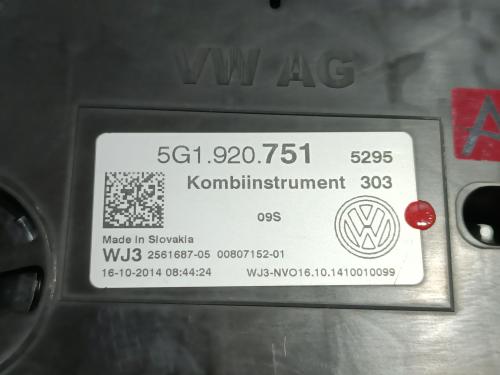 VW AG
5G1.920.751 5295
Kombiinstrument 303
09S
Made in Slovakia
WJ3 2561687-05 00807152-01
16-10-2014 08:44:24 WJ3-NVO16.10.1410010099
A